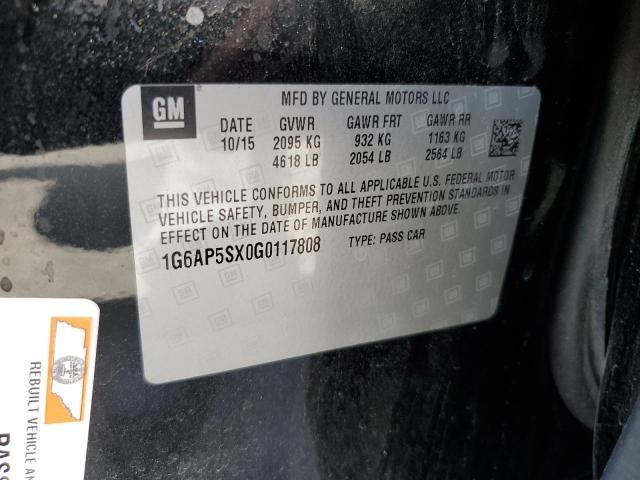 GM
MFD BY GENERAL MOTORS LLC
DATE GVWR GAWR FRT GAWR RR
10/15 2095 KG 932 KG 1163 KG
4618 LB 2054 LB 2564 LB
THIS VEHICLE CONFORMS TO ALL APPLICABLE U.S. FEDERAL MOTOR
VEHICLE SAFETY, BUMPER, AND THEFT PREVENTION STANDARDS IN
EFFECT ON THE DATE OF MANUFACTURE SHOWN ABOVE.
1G6AP5SX0G0117808 TYPE: PASS CAR
REBUILT VEHICLE AN
PASS